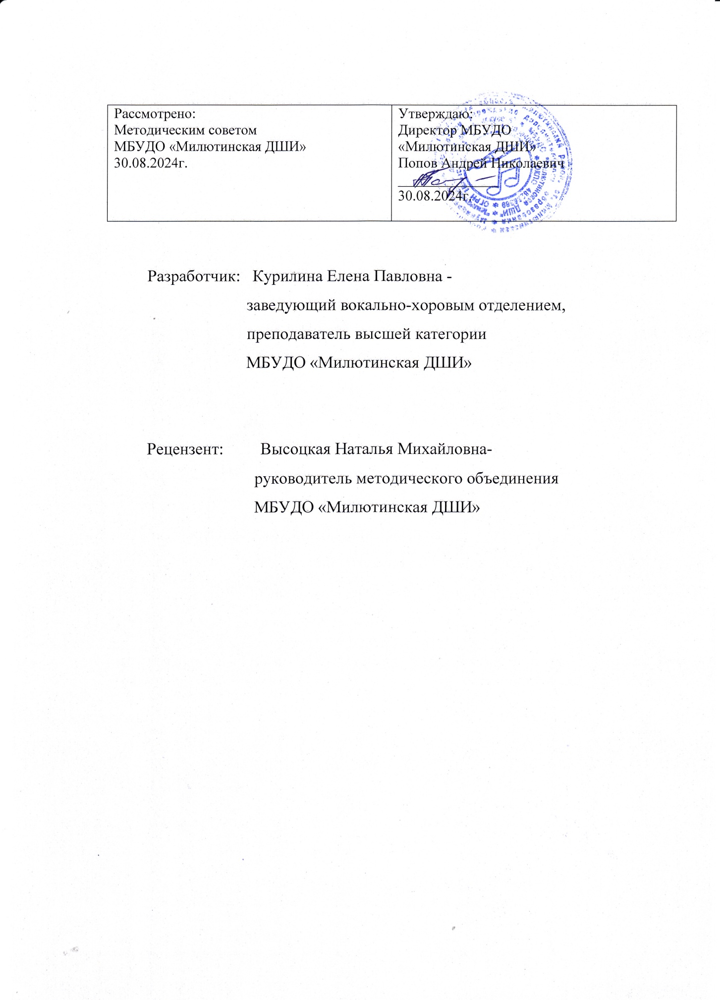 Рассмотрено:
Методическим советом
МБУДО «Милютинская ДШИ»
30.08.2024г.
Утверждаю:
Директор МБУДО
«Милютинская ДШИ»
Попов Андрей Николаевич
30.08.2024г.
Разработчик: Курилина Елена Павловна -
заведующий вокально-хоровым отделением,
преподаватель высшей категории
МБУДО «Милютинская ДШИ»
Рецензент: Высоцкая Наталья Михайловна-
руководитель методического объединения
МБУДО «Милютинская ДШИ»